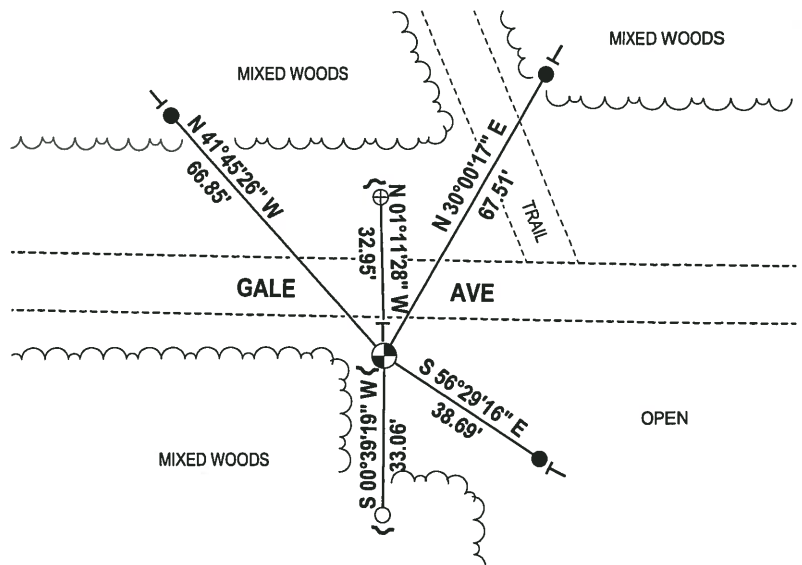 MIXED WOODS
MIXED WOODS
N 41°45'26" W
66.85'
N 30°00'17" E
67.51'
N 01°11'28" W
32.95'
TRAIL
GALE AVE
S 56°29'16" E
38.69'
S 00°39'19" W
33.06'
OPEN
MIXED WOODS